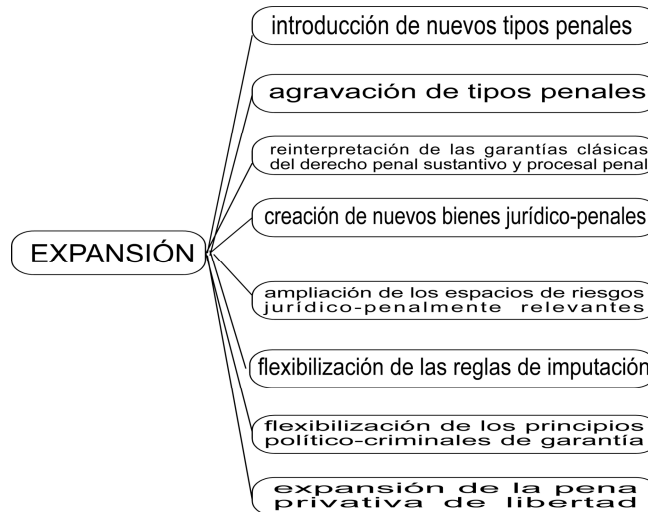 introducción de nuevos tipos penales
agravación de tipos penales
reinterpretación de las garantías clásicas
del derecho penal sustantivo y procesal penal
creación de nuevos bienes jurídico-penales
EXPANSIÓN
ampliación de los espacios de riesgos
jurídico-penalmente relevantes
flexibilización de las reglas de imputación
flexibilización de los principios
político-criminales de garantía
expansión de la pena
privativa de libertad